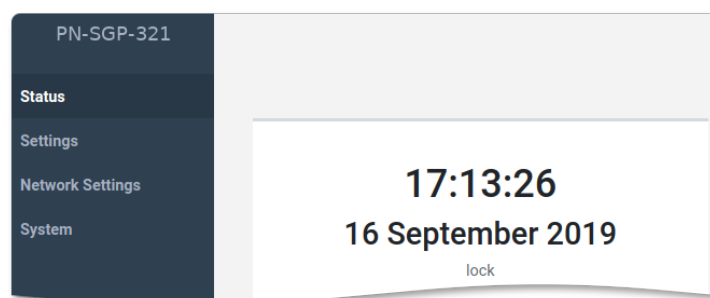 PN-SGP-321
Status
Settings
Network Settings
System
17:13:26
16 September 2019
lock